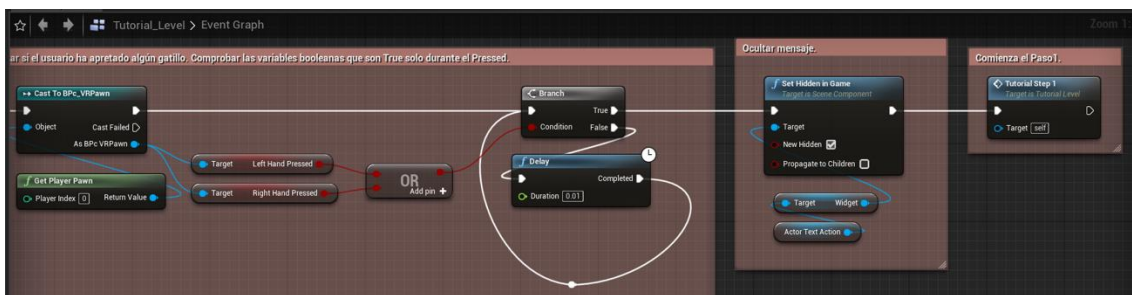 Tutorial_Level > Event Graph
Zoom 1:
ar si el usuario ha apretado algún gatillo. Comprobar las variables booleanas que son True solo durante el Pressed.
Cast To BPc_VRPawn
Object
Cast Failed
As BPc VRPawn
Get Player Pawn
Player Index 0
Return Value
Target
Left Hand Pressed
Target
Right Hand Pressed
OR
Add pin +
Branch
True
Condition
False
Delay
Completed
Duration 0.01
Ocultar mensaje.
Set Hidden in Game
Target is Scene Component
Target
New Hidden
Propagate to Children
Target
Widget
Actor Text Action
Comienza el Paso1.
Tutorial Step 1
Target is Tutorial Level
Target self